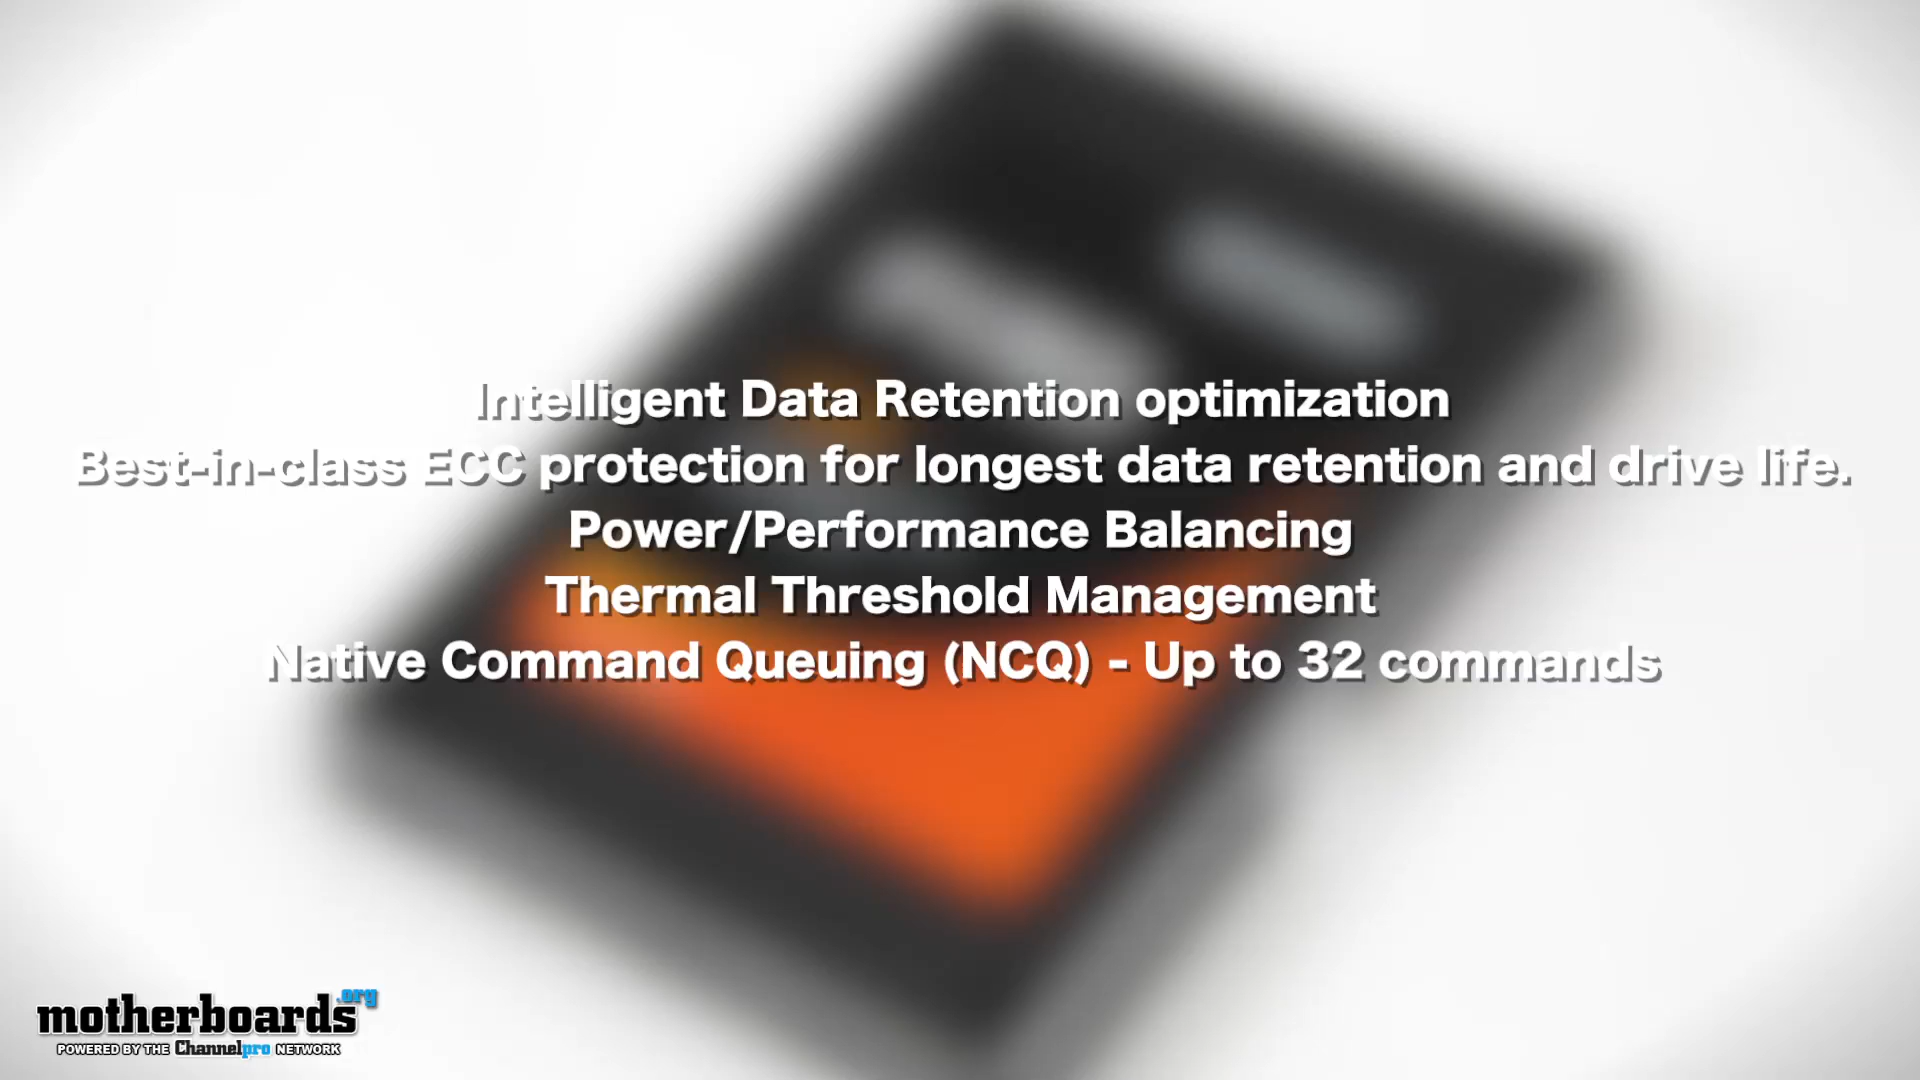 Intelligent Data Retention optimization
Best-in-class ECC protection for longest data retention and drive life.
Power/Performance Balancing
Thermal Threshold Management
Native Command Queuing (NCQ) - Up to 32 commands
motherboards.org
POWERED BY THE Channelpro NETWORK